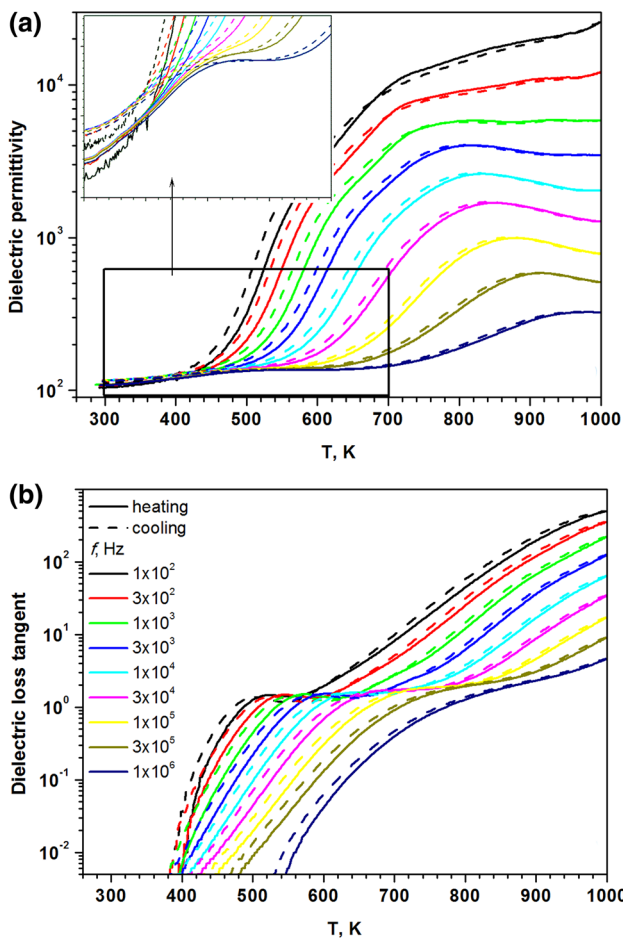 (a)
Dielectric permittivity
10⁴
10³
10²
300 400 500 600 700 800 900 1000
T, K
(b)
Dielectric loss tangent
heating
cooling
f, Hz
1x10²
3x10²
1x10³
3x10³
1x10⁴
3x10⁴
1x10⁵
3x10⁵
1x10⁶
10²
10¹
10⁰
10⁻¹
10⁻²
300 400 500 600 700 800 900 1000
T, K